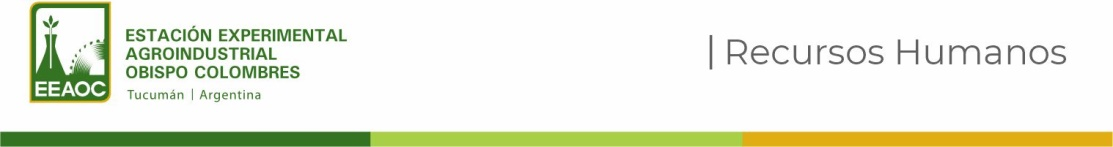 EEAOC
ESTACIÓN EXPERIMENTAL
AGROINDUSTRIAL
OBISPO COLOMBRES
Tucumán | Argentina
| Recursos Humanos